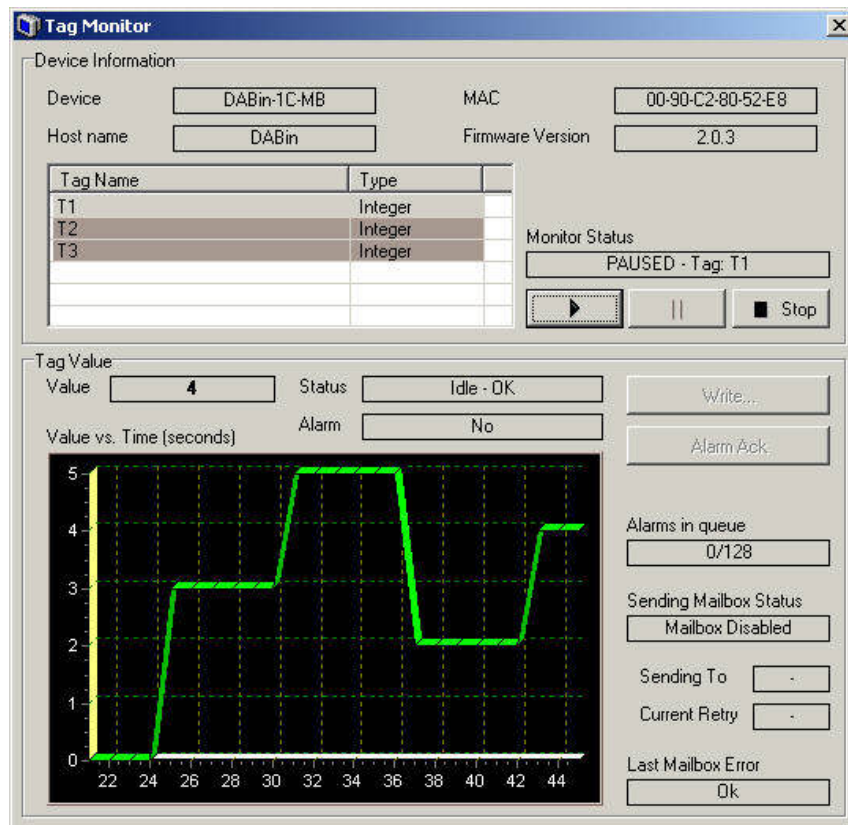 Tag Monitor
Device Information
Device DABin-1C-MB MAC 00-90-C2-80-52-E8
Host name DABin Firmware Version 2.0.3
Tag Name Type
T1 Integer
T2 Integer
T3 Integer
Monitor Status
PAUSED - Tag: T1
Stop
Tag Value
Value 4 Status Idle - OK Write...
Alarm No
Value vs. Time (seconds) Alarm Ack.
5
4
3
2
1
0
22 24 26 28 30 32 34 36 38 40 42 44
Alarms in queue
0/128
Sending Mailbox Status
Mailbox Disabled
Sending To -
Current Retry -
Last Mailbox Error
Ok